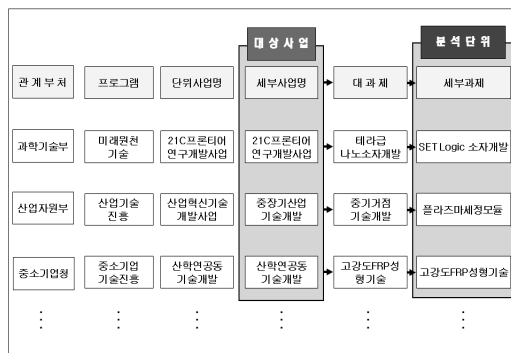 대상사업
분석단위
관계부처
프로그램
단위사업명
세부사업명
대과제
세부과제
과학기술부
미래원천
기술
21C프론티어
연구개발사업
21C프론티어
연구개발사업
테라급
나노소자개발
SET Logic 소자개발
산업자원부
산업기술
진흥
산업혁신기술
개발사업
중장기산업
기술개발
중기거점
기술개발
플라즈마세정모듈
중소기업청
중소기업
기술진흥
산학연공동
기술개발
산학연공동
기술개발
고강도FRP성
형기술
고강도FRP성형기술